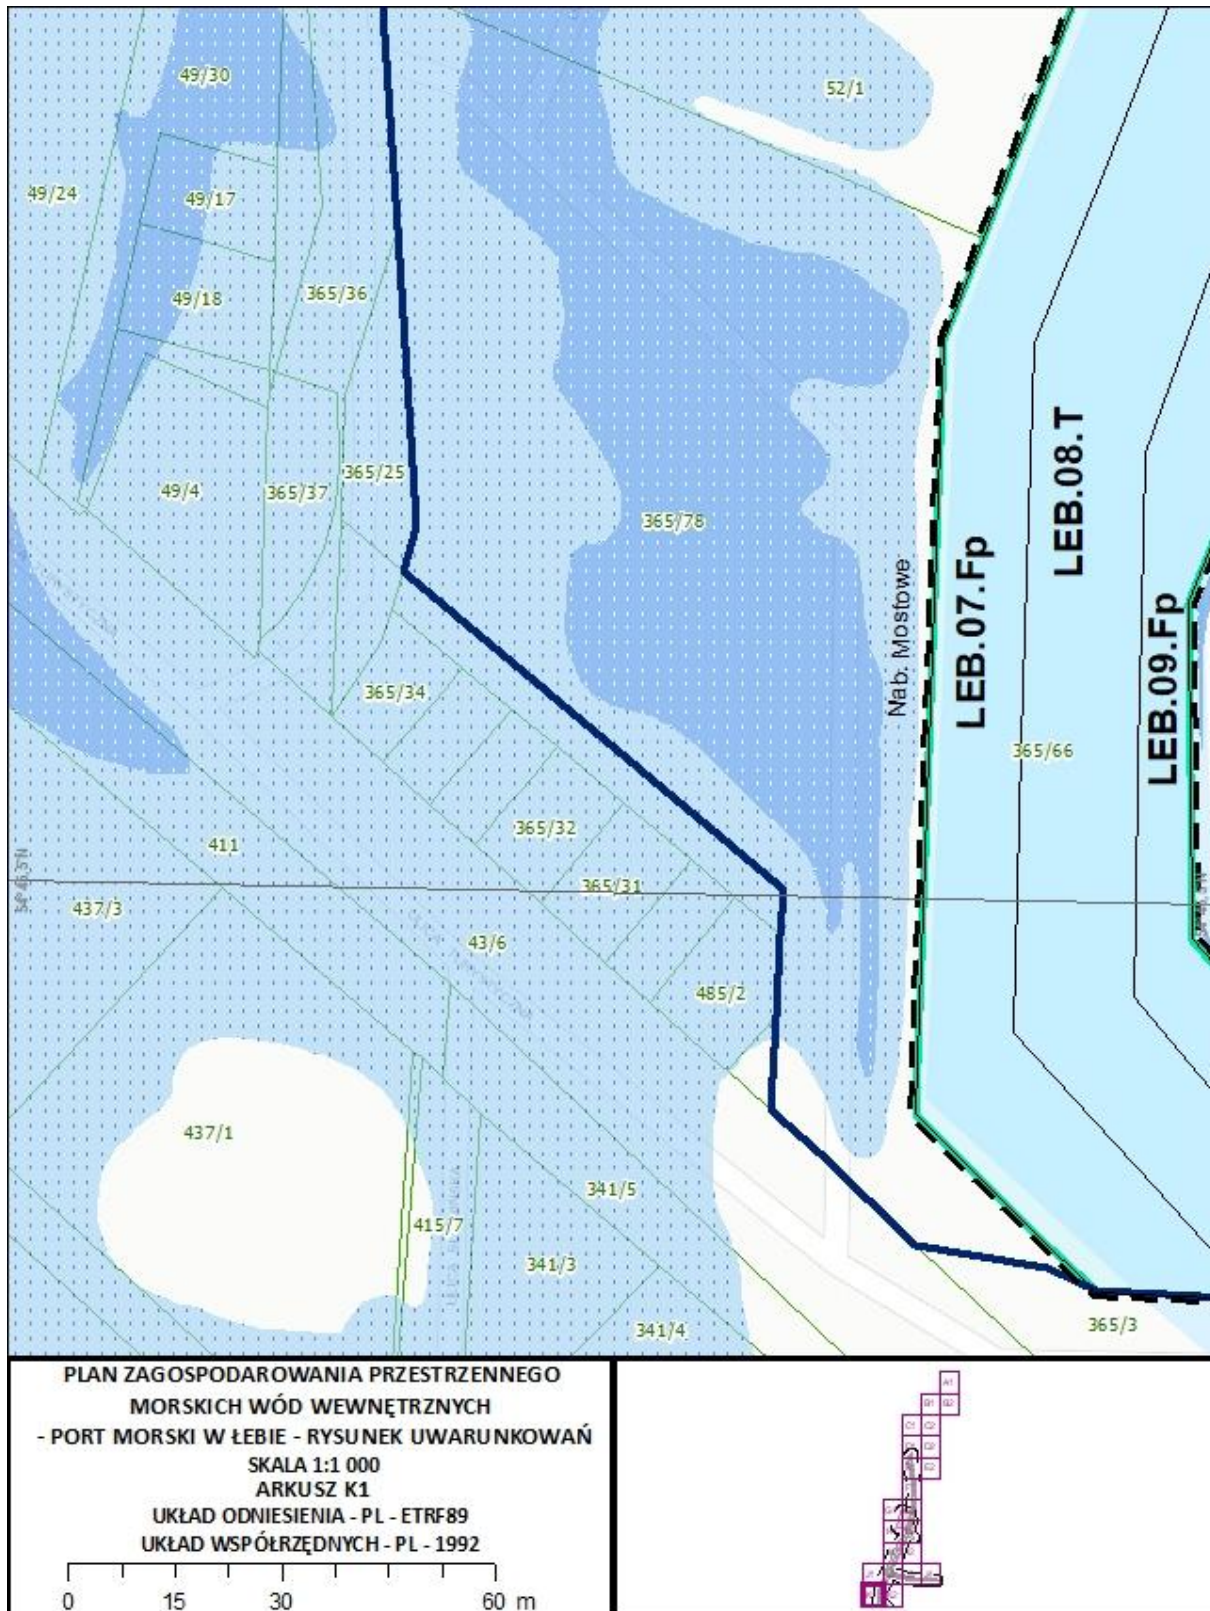 49/30
52/1
49/24
49/17
49/18
365/36
365/25
49/4
365/37
365/78
LEB.08.T
LEB.07.Fp
LEB.09.Fp
Nab. Mostowe
365/34
365/66
365/32
411
365/31
437/3
43/6
485/2
437/1
341/5
415/7
341/3
341/4
365/3
PLAN ZAGOSPODAROWANIA PRZESTRZENNEGO
MORSKICH WÓD WEWNĘTRZNYCH
- PORT MORSKI W ŁEBIE - RYSUNEK UWARUNKOWAŃ
SKALA 1:1 000
ARKUSZ K1
UKŁAD ODNIESIENIA - PL - ETRF89
UKŁAD WSPÓŁRZĘDNYCH - PL - 1992
0 15 30 60 m
A1
B1 B2